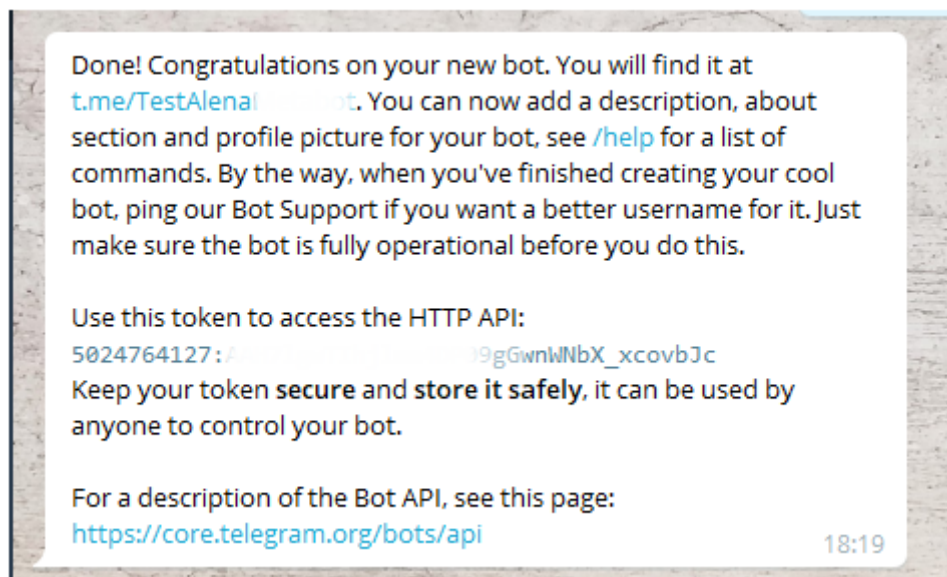 Done! Congratulations on your new bot. You will find it at
t.me/TestAlena t. You can now add a description, about
section and profile picture for your bot, see /help for a list of
commands. By the way, when you've finished creating your cool
bot, ping our Bot Support if you want a better username for it. Just
make sure the bot is fully operational before you do this.
Use this token to access the HTTP API:
5024764127: 9gGwnWNbX_xcovbJc
Keep your token secure and store it safely, it can be used by
anyone to control your bot.
For a description of the Bot API, see this page:
https://core.telegram.org/bots/api
18:19